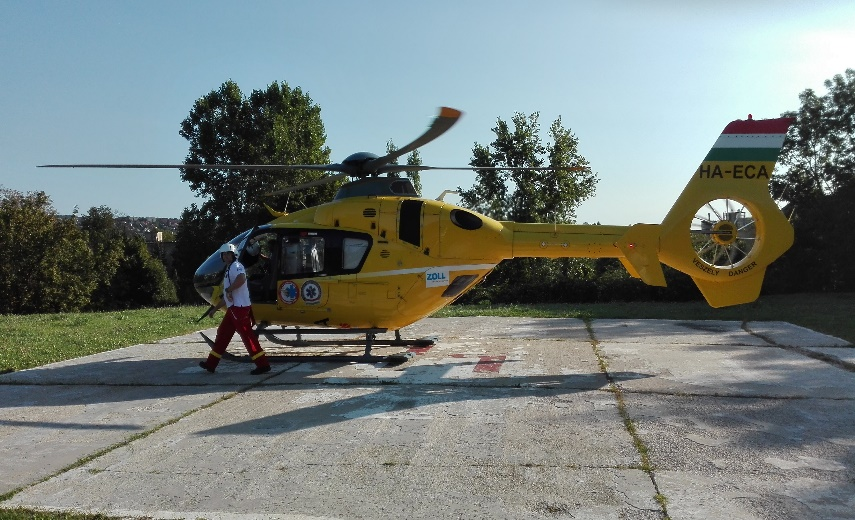 HA-ECA
VESZÉLY DANGER
ZOLL